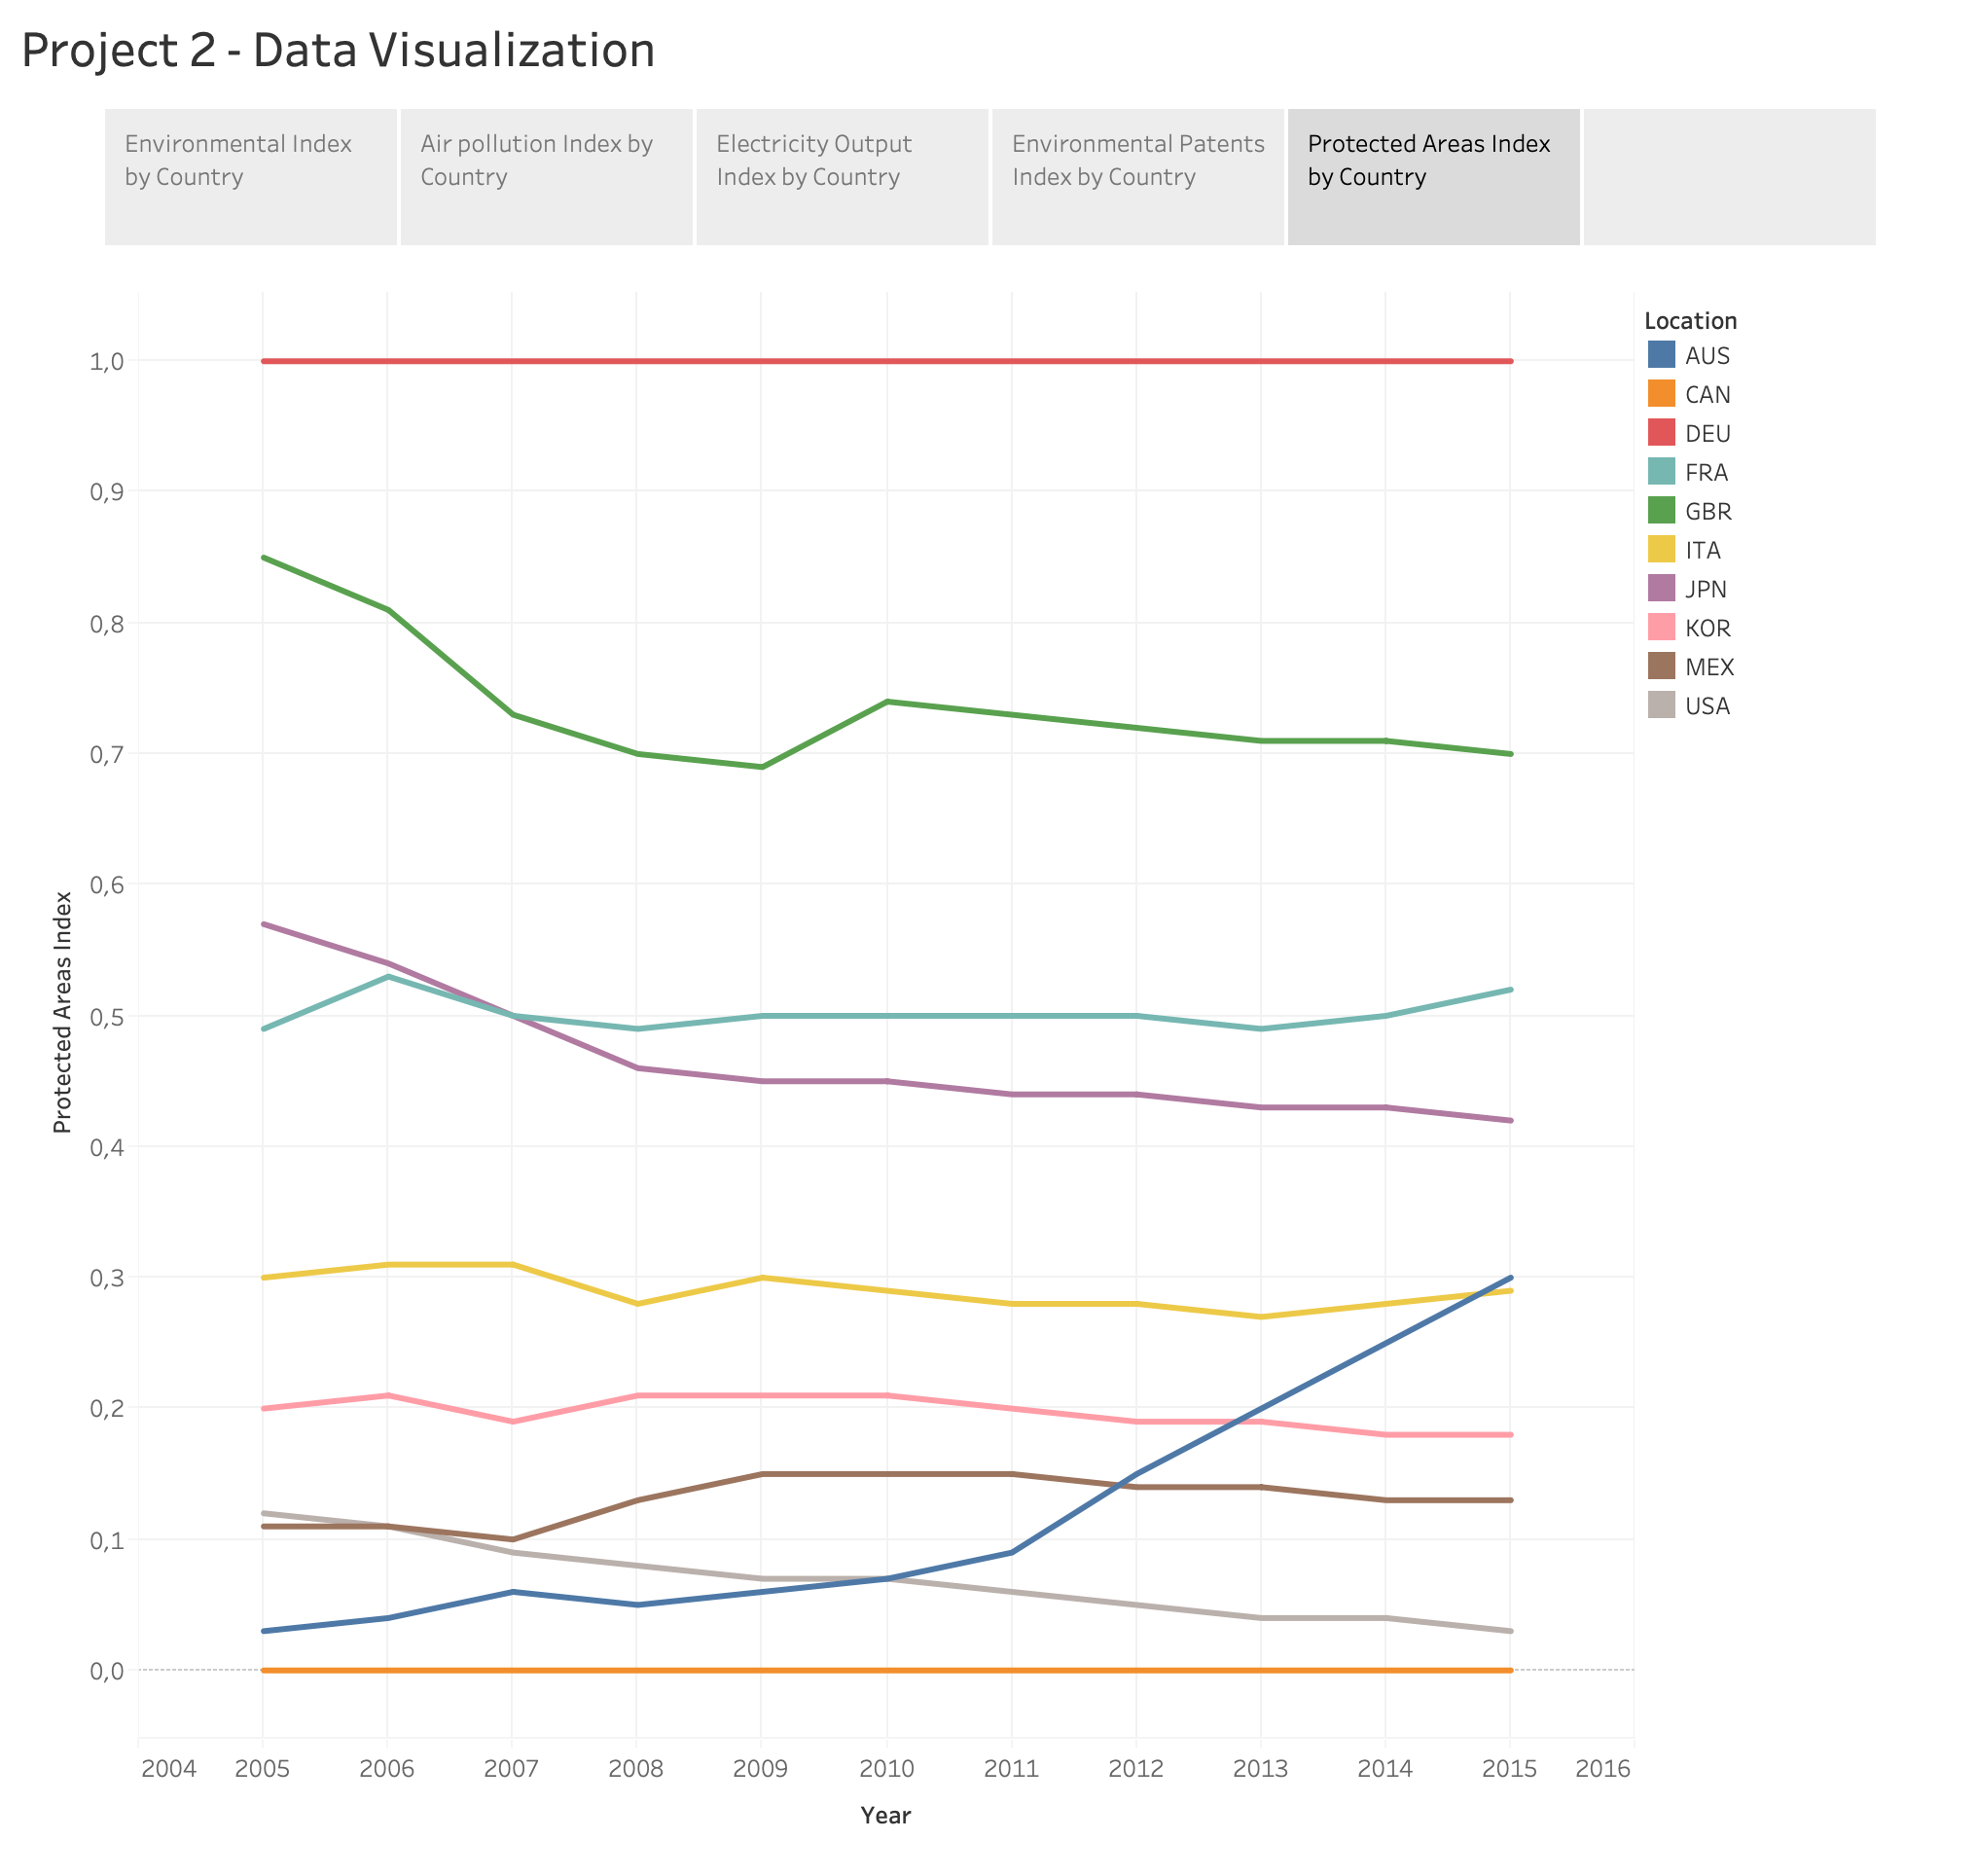 Project 2 - Data Visualization
Environmental Index
by Country
Air pollution Index by
Country
Electricity Output
Index by Country
Environmental Patents
Index by Country
Protected Areas Index
by Country
Location
AUS
CAN
DEU
FRA
GBR
ITA
JPN
KOR
MEX
USA
Protected Areas Index
1,0
0,9
0,8
0,7
0,6
0,5
0,4
0,3
0,2
0,1
0,0
2004 2005 2006 2007 2008 2009 2010 2011 2012 2013 2014 2015 2016
Year